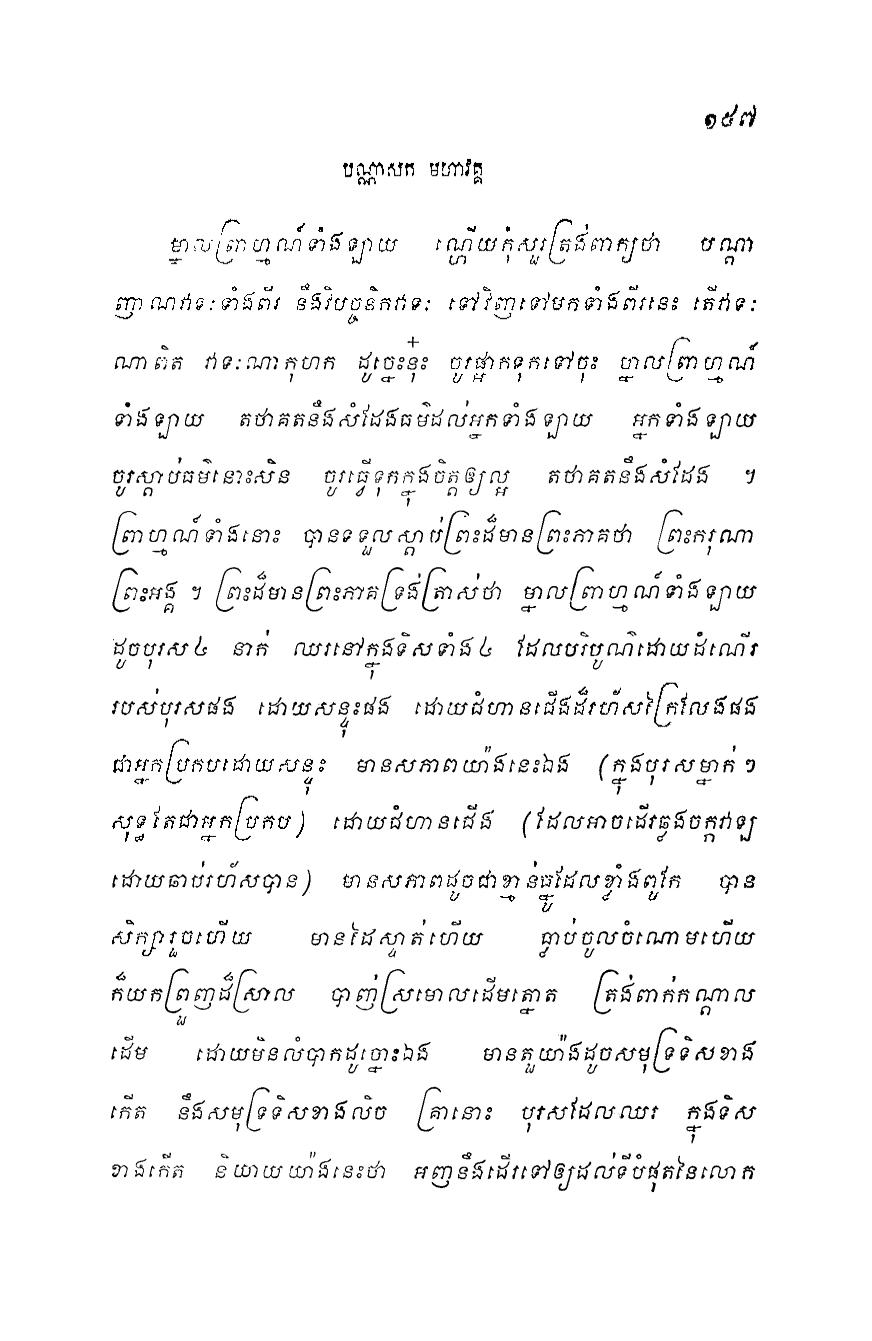 ១៥៧
បណ្ណាសក មហាវគ្គ
ម្នាលព្រាហ្មណ៍ទាំងឡាយ ណ្ហើយកុំសួរត្រង់ពាក្យថា បណ្តា
ញាណវាទៈទាំងពីរ នឹងវិបច្ចនិកវាទៈ ទៅវិញទៅមកទាំងពីរនេះ តើវាទៈ
ណាពិត វាទៈណាកុហក ដូច្នេះនុ៎ះ ចូរផ្អាកទុកទៅចុះ ម្នាលព្រាហ្មណ៍
ទាំងឡាយ តថាគតនឹងសំដែងធម៌ដល់អ្នកទាំងឡាយ អ្នកទាំងឡាយ
ចូរស្តាប់ធម៌នោះសិន ចូរធ្វើទុកក្នុងចិត្តឲ្យល្អ តថាគតនឹងសំដែង ។
ព្រាហ្មណ៍ទាំងនោះ បានទទួលស្តាប់ព្រះដ៏មានព្រះភាគថា ព្រះករុណា
ព្រះអង្គ ។ ព្រះដ៏មានព្រះភាគទ្រង់ត្រាស់ថា ម្នាលព្រាហ្មណ៍ទាំងឡាយ
ដូចបុរស៤ នាក់ ឈរនៅក្នុងទិសទាំង៤ ដែលបរិបូណ៌ដោយដំណើរ
របស់បុរសផង ដោយសន្ទុះផង ដោយជំហានជើងដ៏រហ័សក្រៃលែងផង
ជាអ្នកប្រកបដោយសន្ទុះ មានសភាពយ៉ាងនេះឯង (ក្នុងបុរសម្នាក់ៗ
សុទ្ធតែជាអ្នកប្រកប) ដោយជំហានជើង (ដែលអាចដើរឆ្លងចក្កវាឡ
ដោយឆាប់រហ័សបាន) មានសភាពដូចជាខ្មាន់ធ្នូដែលខ្លាំងពូកែ បាន
សិក្សារួចហើយ មានដៃស្ទាត់ហើយ ធ្លាប់ចូលចំណោមហើយ
ក៏យកព្រួញដ៏ស្រាល បាញ់ស្រមោលដើមត្នោត ត្រង់ពាក់កណ្តាល
ដើម ដោយមិនលំបាកដូច្នោះឯង មានតួយ៉ាងដូចសមុទ្រទិសខាង
កើត នឹងសមុទ្រទិសខាងលិច គ្រានោះ បុរសដែលឈរ ក្នុងទិស
ខាងកើត និយាយយ៉ាងនេះថា អញនឹងដើរទៅឲ្យដល់ទីបំផុតនៃលោក